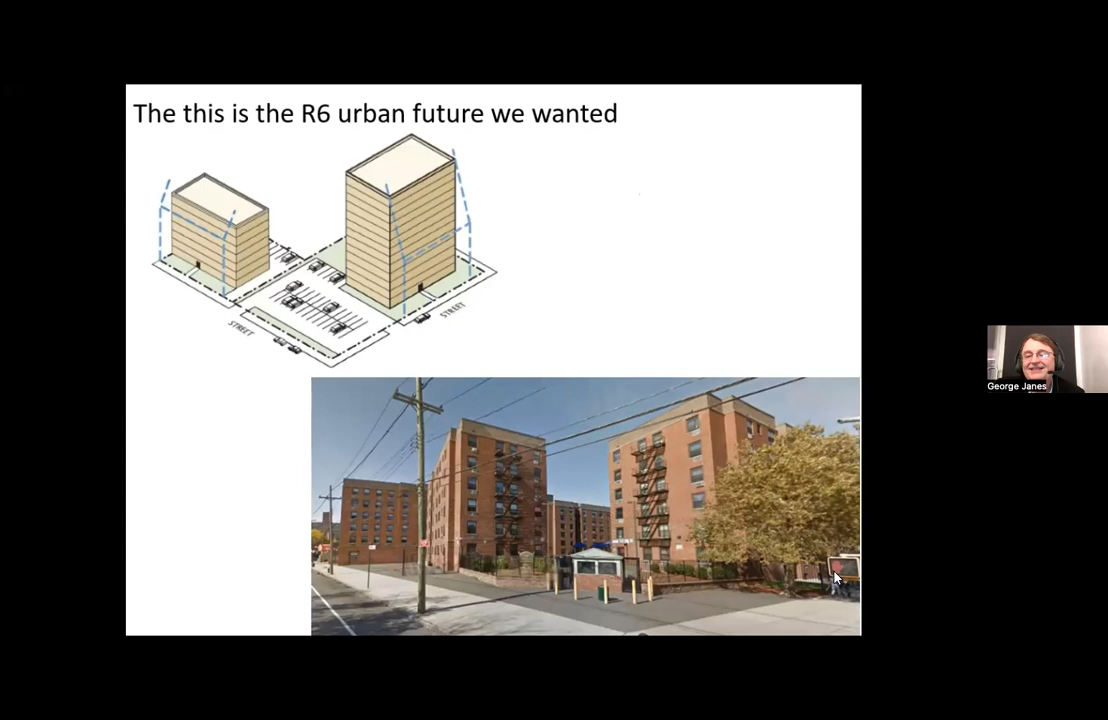 The this is the R6 urban future we wanted
STREET
STREET
George Janes